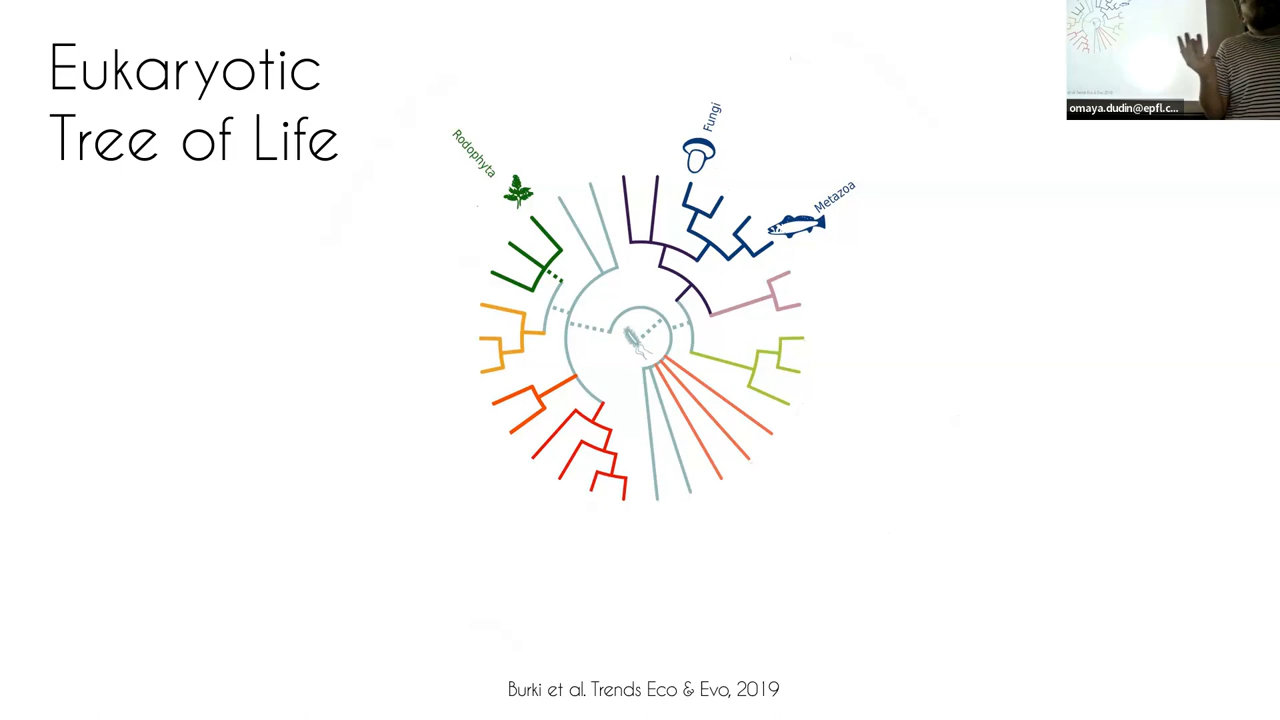 Eukaryotic
Tree of Life
Rodophyta
Fungi
Metazoa
omaya.dudin@epfl.c...
Burki et al. Trends Eco & Evo, 2019